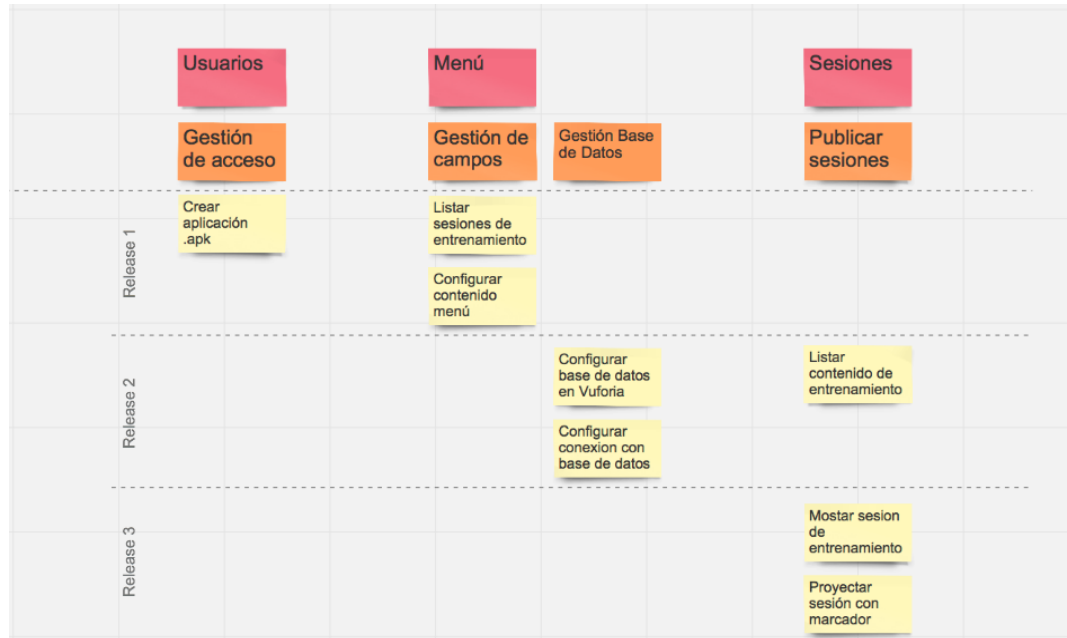 Usuarios
Menú
Sesiones
Gestión
de acceso
Gestión de
campos
Gestión Base
de Datos
Publicar
sesiones
Release 1
Crear
aplicación
.apk
Listar
sesiones de
entrenamiento
Configurar
contenido
menú
Release 2
Configurar
base de datos
en Vuforia
Listar
contenido de
entrenamiento
Configurar
conexion con
base de datos
Release 3
Mostar sesion
de
entrenamiento
Proyectar
sesión con
marcador